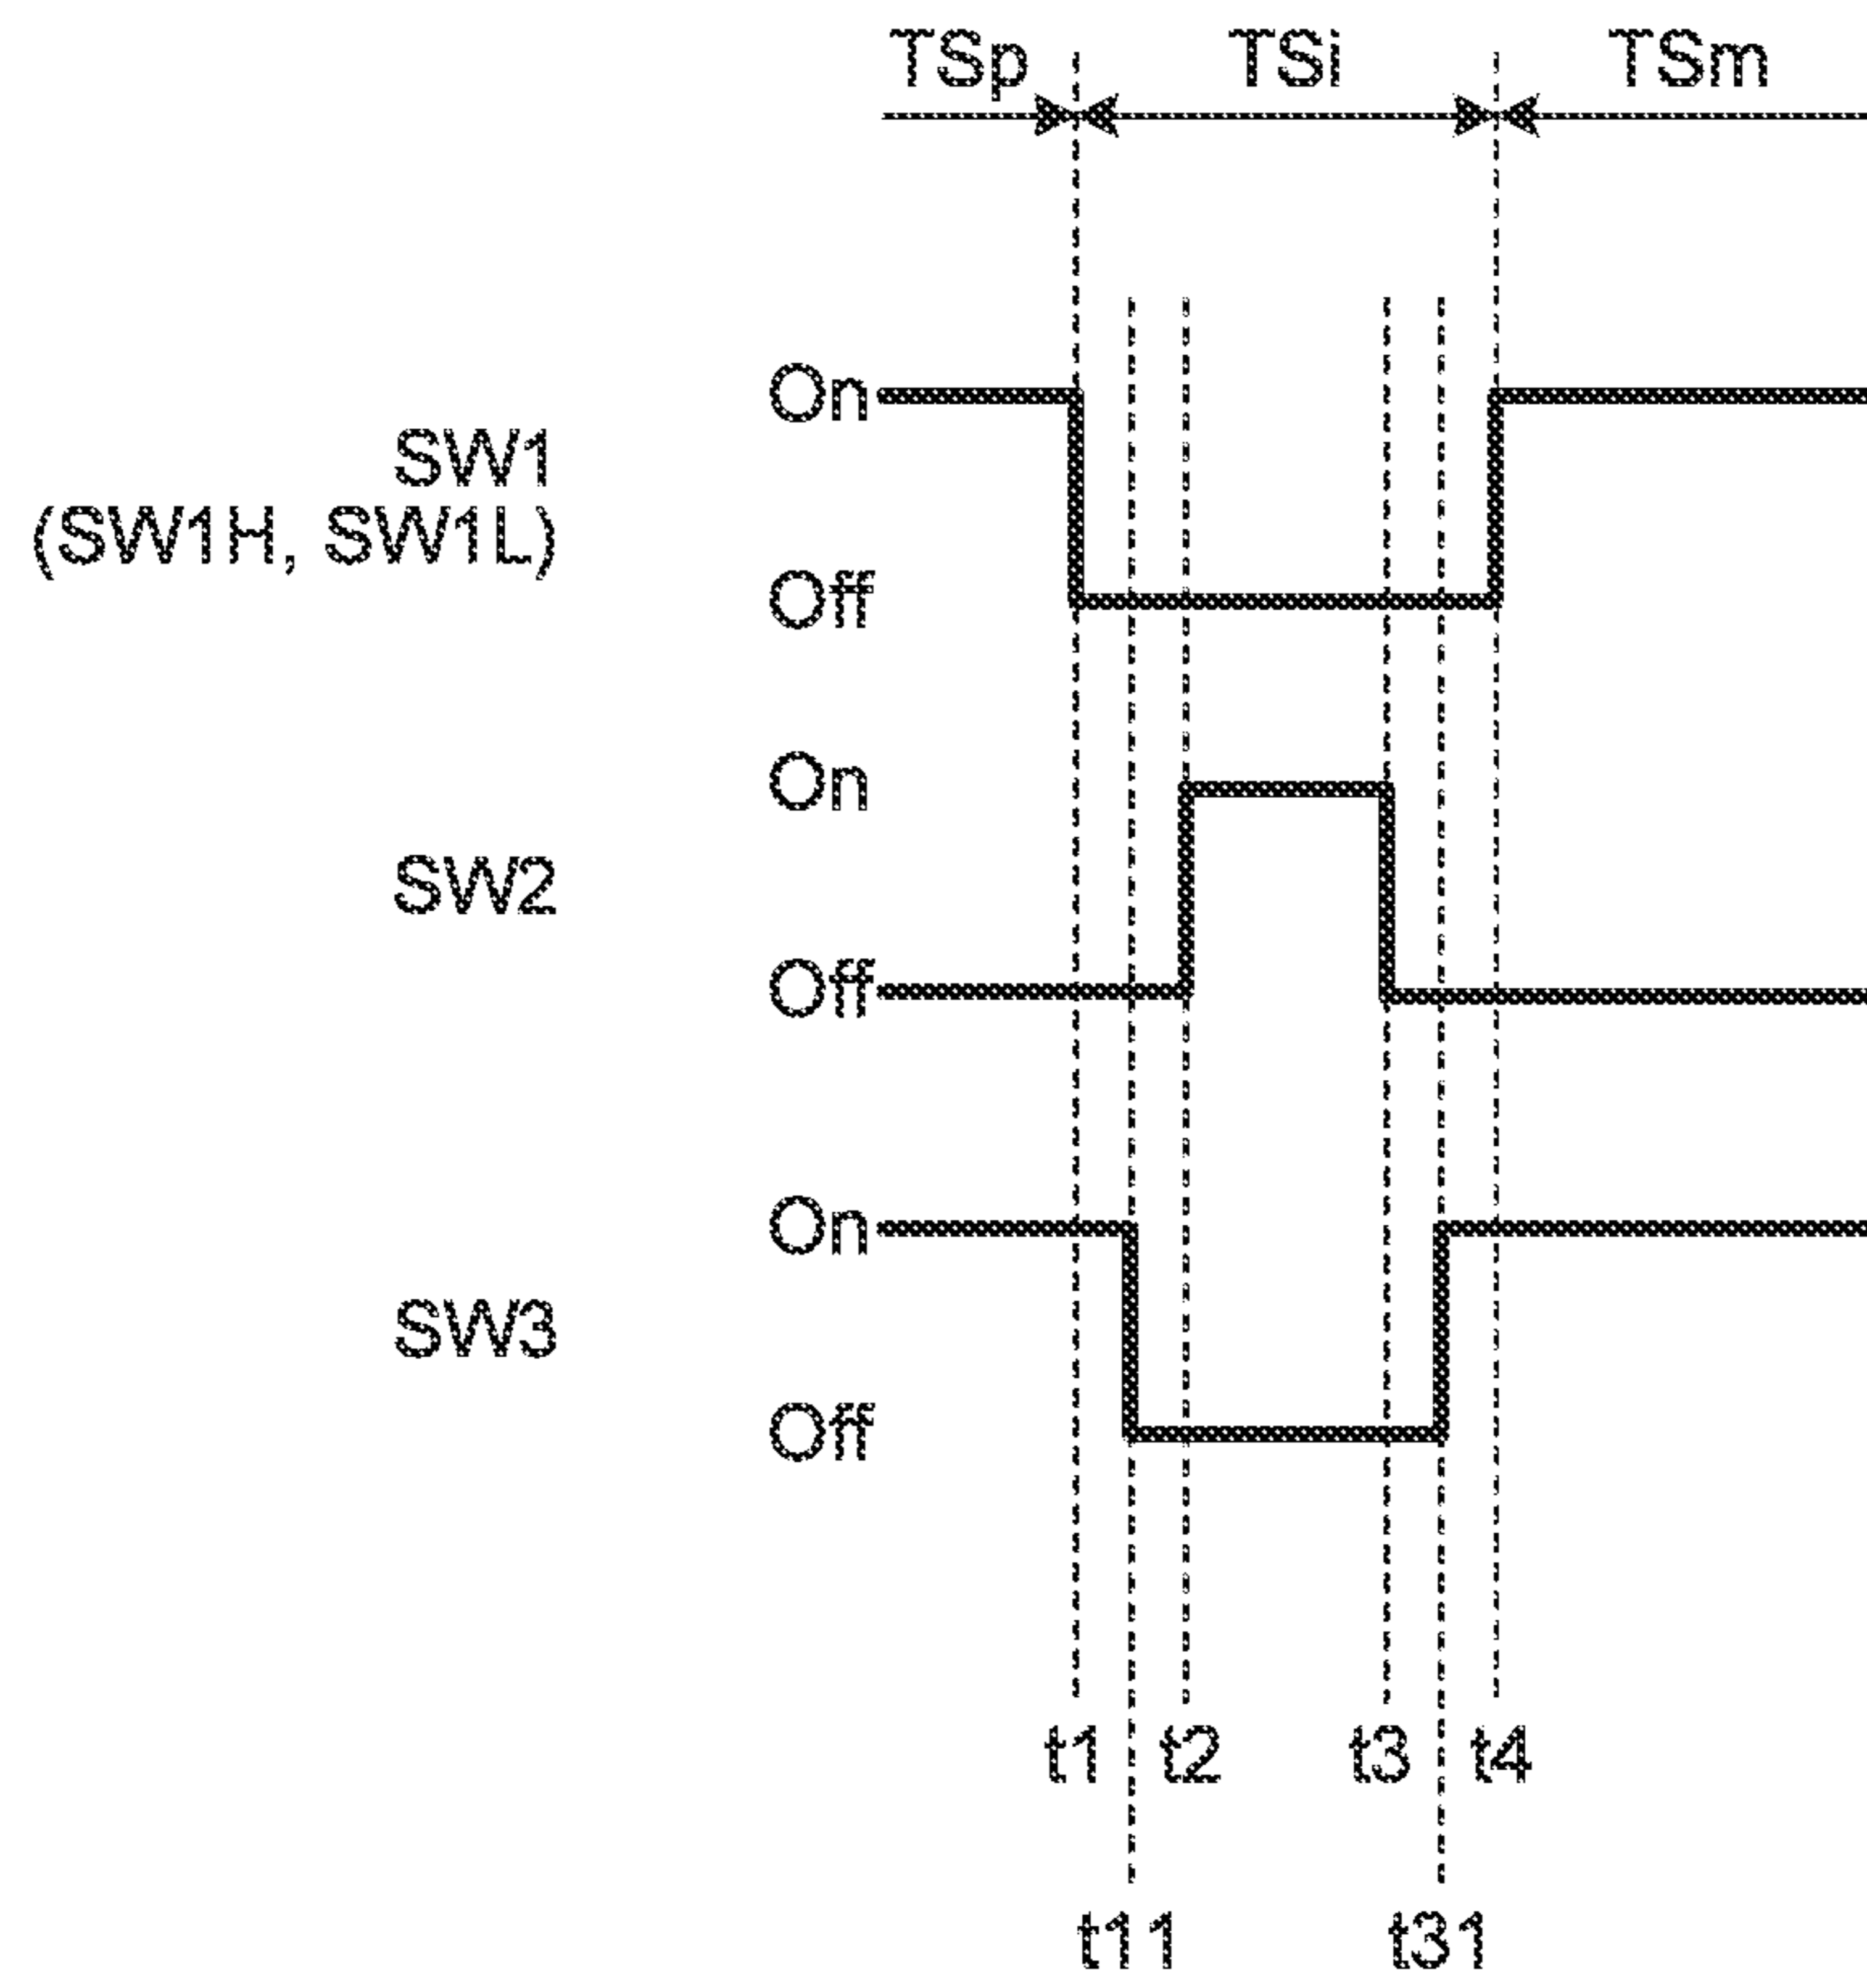 TSp TSi TSm
On
SW1
(SW1H, SW1L)
Off
On
SW2
Off
On
SW3
Off
t1 t2 t3 t4
t11 t31